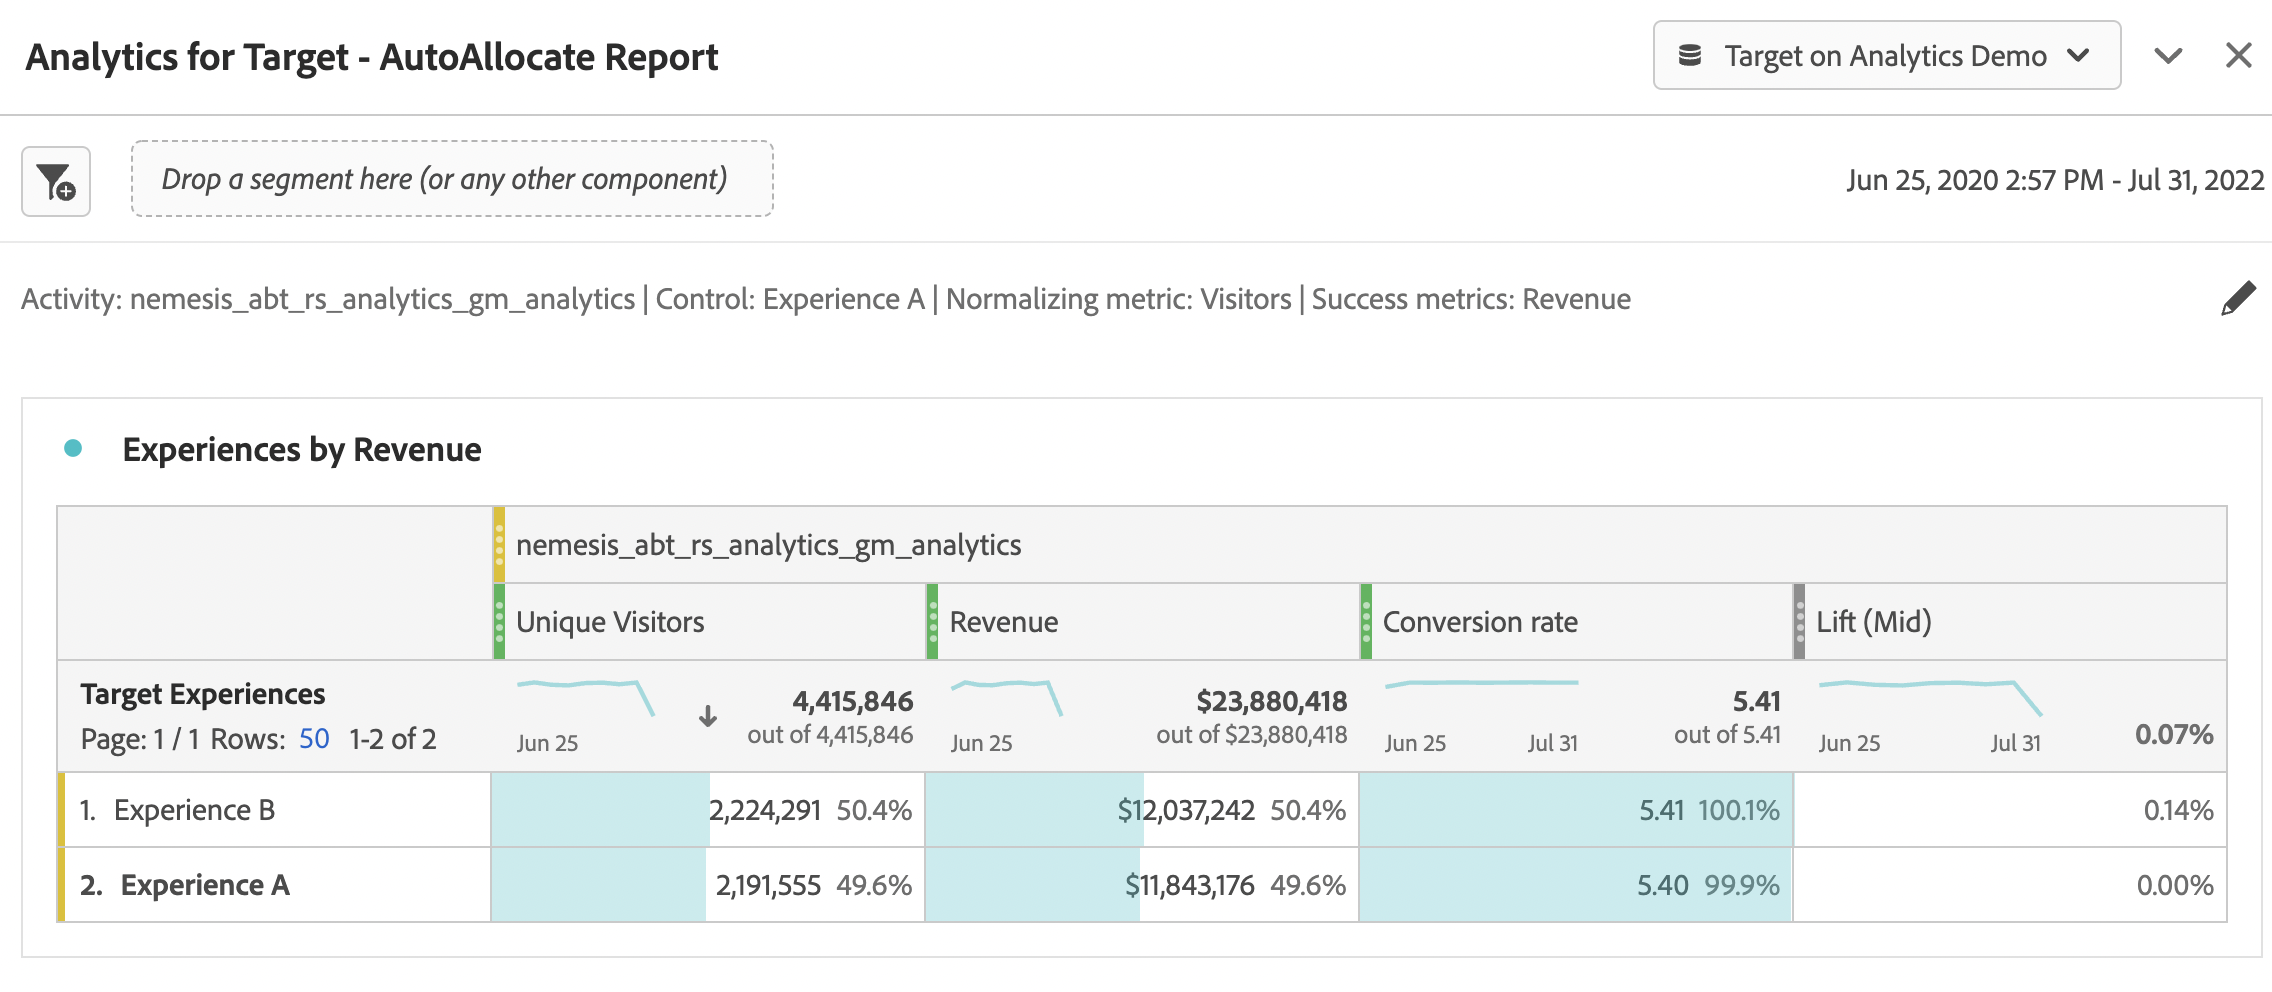 Analytics for Target - AutoAllocate Report
Target on Analytics Demo
Drop a segment here (or any other component)
Jun 25, 2020 2:57 PM - Jul 31, 2022
Activity: nemesis_abt_rs_analytics_gm_analytics | Control: Experience A | Normalizing metric: Visitors | Success metrics: Revenue
Experiences by Revenue
nemesis_abt_rs_analytics_gm_analytics
Unique Visitors Revenue Conversion rate Lift (Mid)
Target Experiences 4,415,846 $23,880,418 5.41
out of 4,415,846 out of $23,880,418 out of 5.41 0.07%
Page: 1 / 1 Rows: 50 1-2 of 2 Jun 25 Jun 25 Jun 25 Jul 31 Jun 25 Jul 31
1. Experience B 2,224,291 50.4% $12,037,242 50.4% 5.41 100.1% 0.14%
2. Experience A 2,191,555 49.6% $11,843,176 49.6% 5.40 99.9% 0.00%